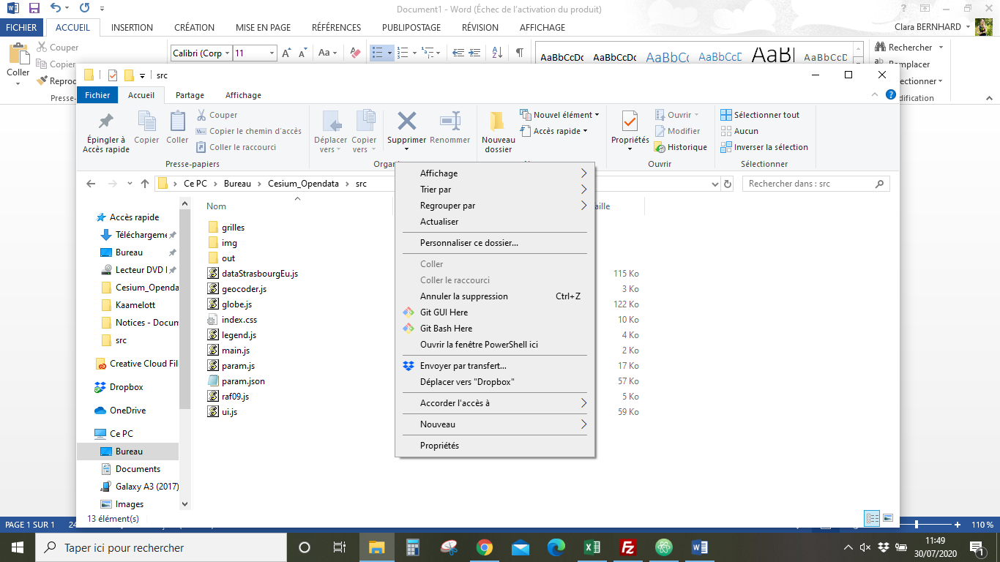 Document1 - Word (Échec de l'activation du produit)
FICHIER ACCUEIL INSERTION CRÉATION MISE EN PAGE RÉFÉRENCES PUBLIPOSTAGE RÉVISION AFFICHAGE Clara BERNHARD
Couper
Calibri (Corp 11
Rechercher
Copier
Remplacer
Coller
Presse-
src
Fichier Accueil Partage Affichage
Épingler à Accès rapide
Copier
Coller
Couper
Copier le chemin d'accès
Coller le raccourci
Presse-papiers
Déplacer vers
Copier vers
Supprimer
Renommer
Organ
Nouveau dossier
Nouvel élément
Accès rapide
Propriétés
Ouvrir
Modifier
Historique
Ouvrir
Sélectionner tout
Aucun
Inverser la sélection
Sélectionner
Ce PC > Bureau > Cesium_Opendata > src
Rechercher dans : src
Nom
aille
Accès rapide
Téléchargeme
Bureau
Lecteur DVD
Cesium_Openda
Kaamelott
Notices - Docum
src
Creative Cloud Fil
Dropbox
OneDrive
Ce PC
Bureau
Documents
Galaxy A3 (2017)
Images
13 élément(s)
grilles
img
out
dataStrasbourgEu.js 115 Ko
geocoder.js 3 Ko
globe.js 122 Ko
index.css 10 Ko
legend.js 4 Ko
main.js 2 Ko
param.js 17 Ko
param.json 57 Ko
raf09.js 5 Ko
ui.js 59 Ko
Affichage
Trier par
Regrouper par
Actualiser
Personnaliser ce dossier...
Coller
Coller le raccourci
Annuler la suppression Ctrl+Z
Git GUI Here
Git Bash Here
Ouvrir la fenêtre PowerShell ici
Envoyer par transfert...
Déplacer vers "Dropbox"
Accorder l'accès à
Nouveau
Propriétés
PAGE 1 SUR 1 24 110 %
Taper ici pour rechercher
11:49
30/07/2020